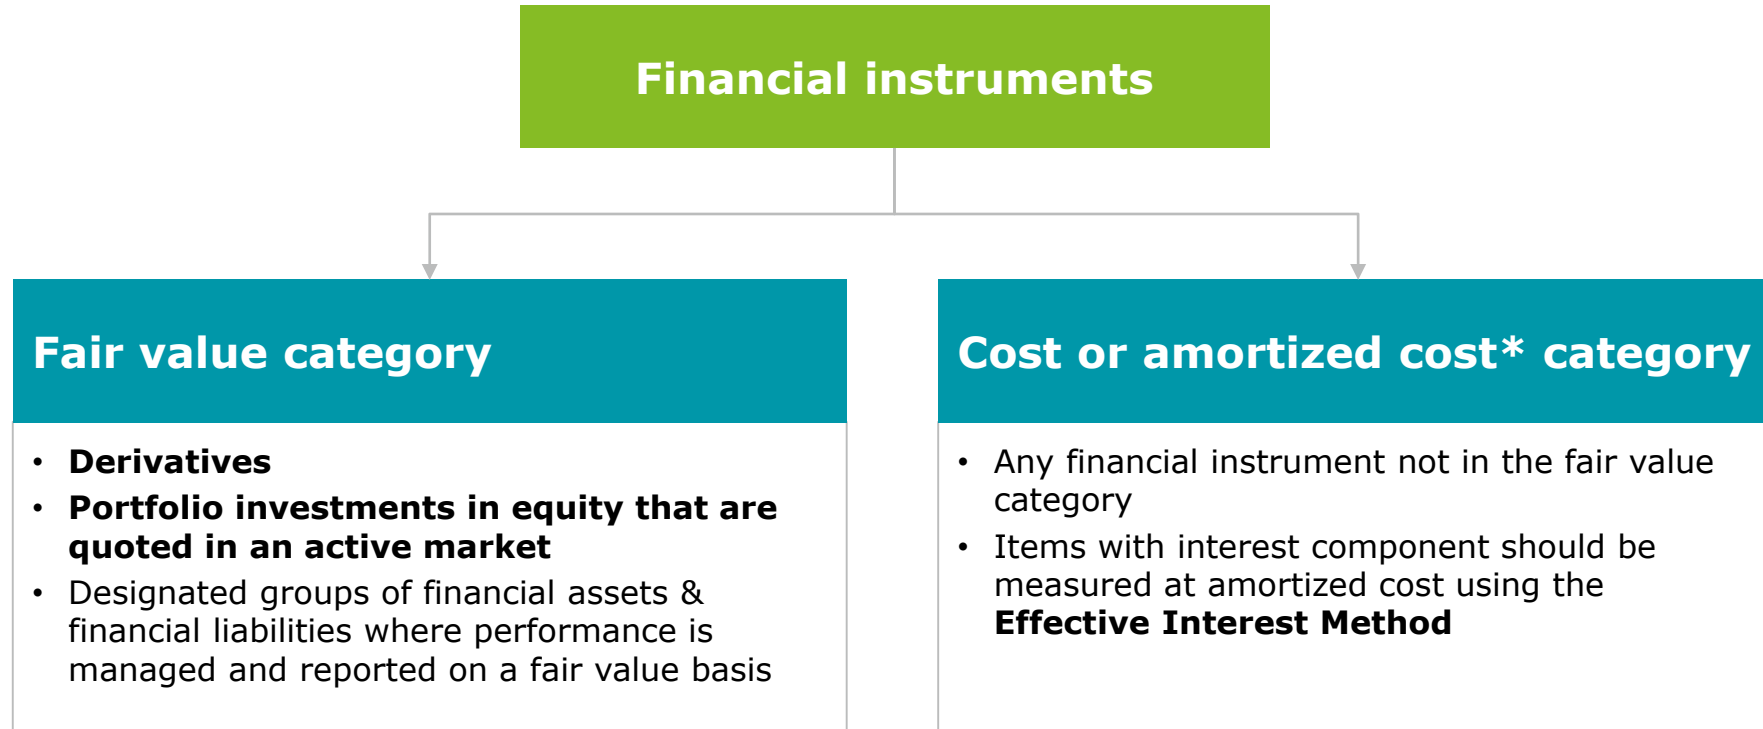 Financial instruments
Fair value category
• Derivatives
• Portfolio investments in equity that are
quoted in an active market
• Designated groups of financial assets &
financial liabilities where performance is
managed and reported on a fair value basis
Cost or amortized cost* category
• Any financial instrument not in the fair value
category
• Items with interest component should be
measured at amortized cost using the
Effective Interest Method